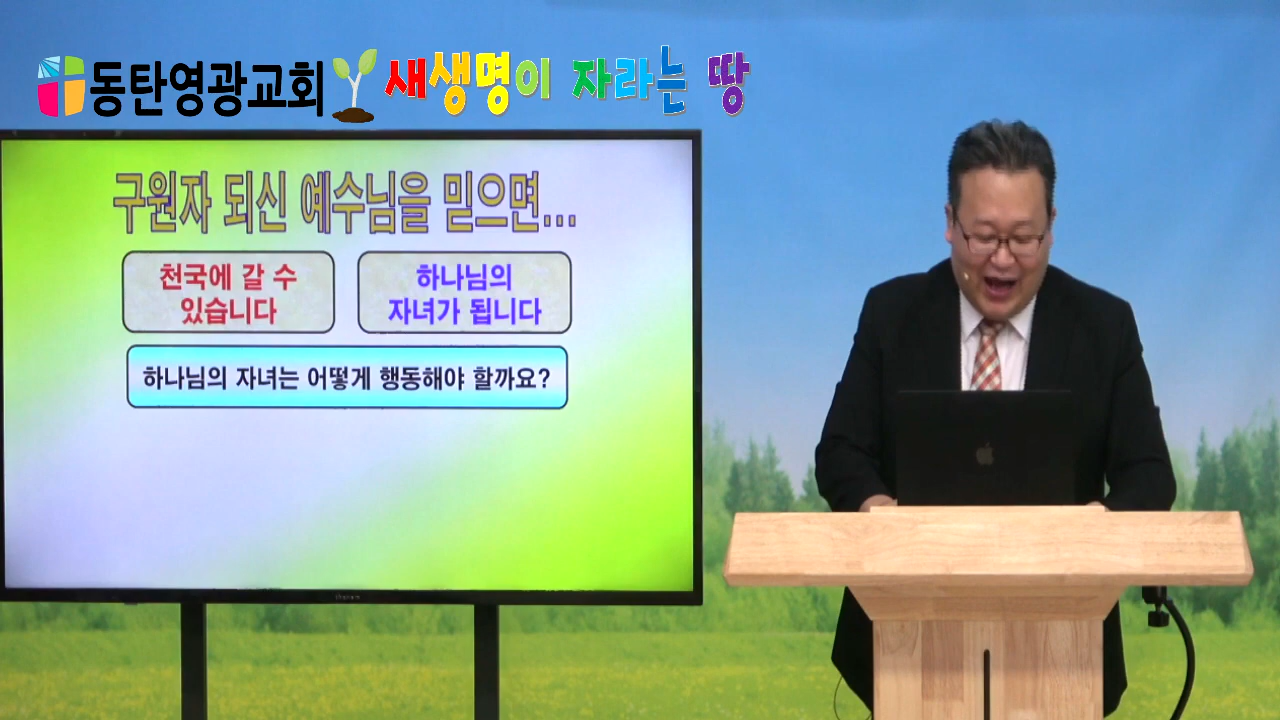 동탄영광교회 새생명이 자라는 땅
구원자 되신 예수님을 믿으면...
천국에 갈 수
있습니다
하나님의
자녀가 됩니다
하나님의 자녀는 어떻게 행동해야 할까요?